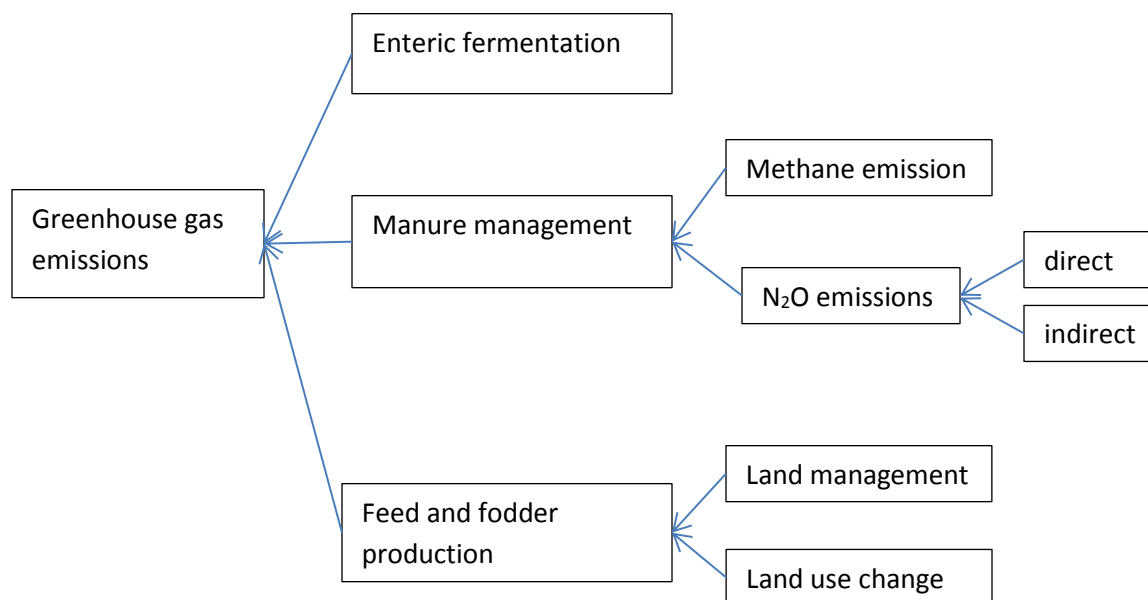 Enteric fermentation
Methane emission
Greenhouse gas
emissions
Manure management
direct
N₂O emissions
indirect
Land management
Feed and fodder
production
Land use change